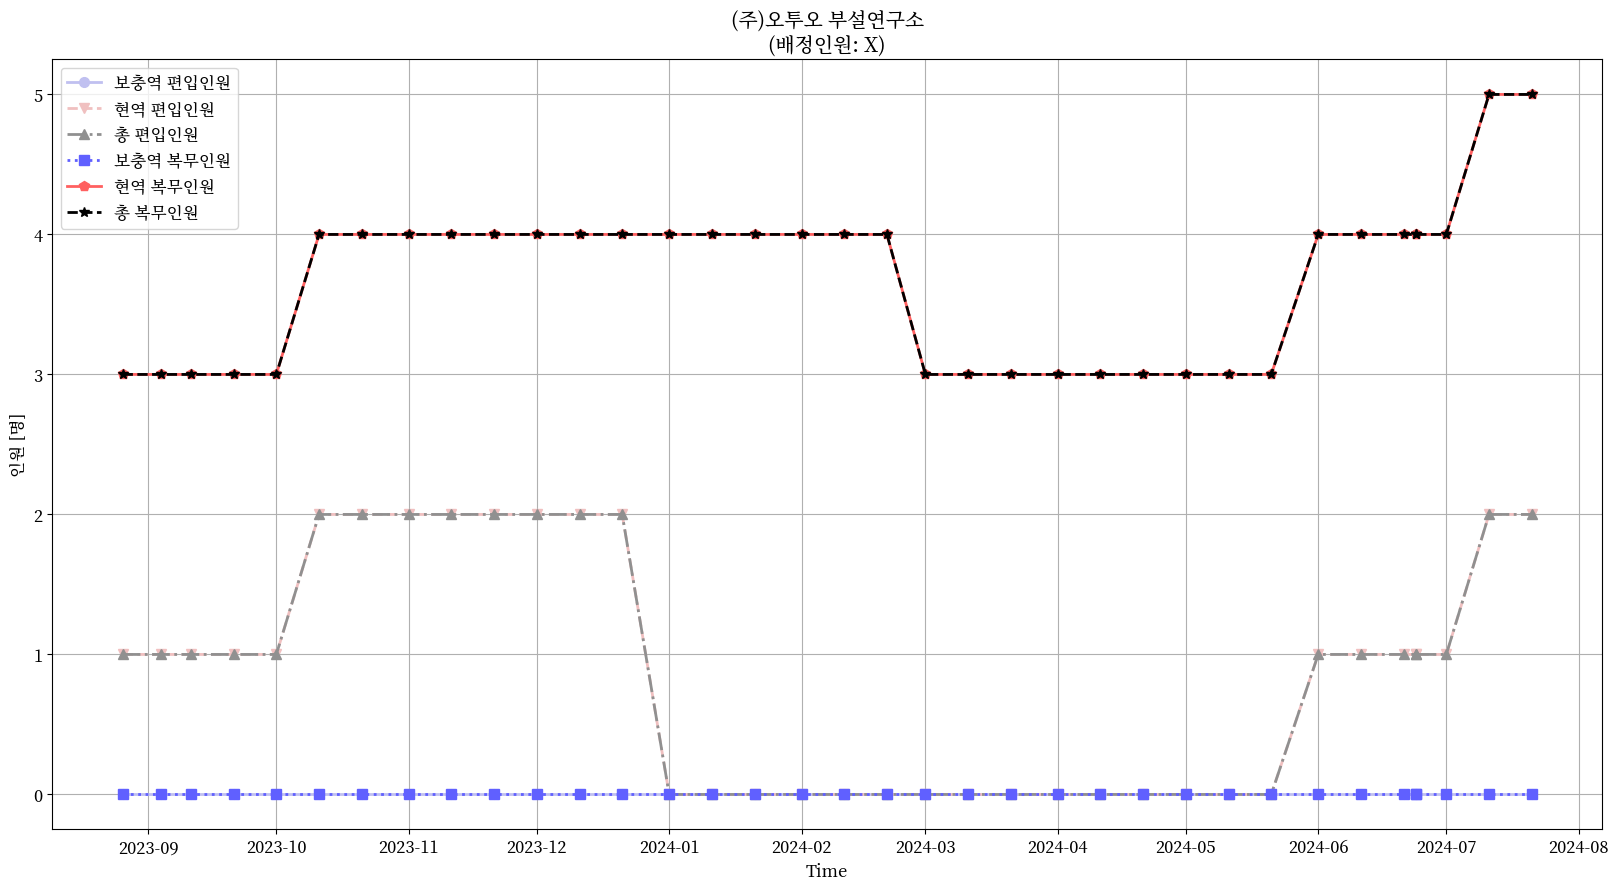 (주)오투오 부설연구소
(배정인원: X)
보충역 편입인원
현역 편입인원
총 편입인원
보충역 복무인원
현역 복무인원
총 복무인원
5
4
3
2
1
0
인원 [명]
2023-09 2023-10 2023-11 2023-12 2024-01 2024-02 2024-03 2024-04 2024-05 2024-06 2024-07 2024-08
Time